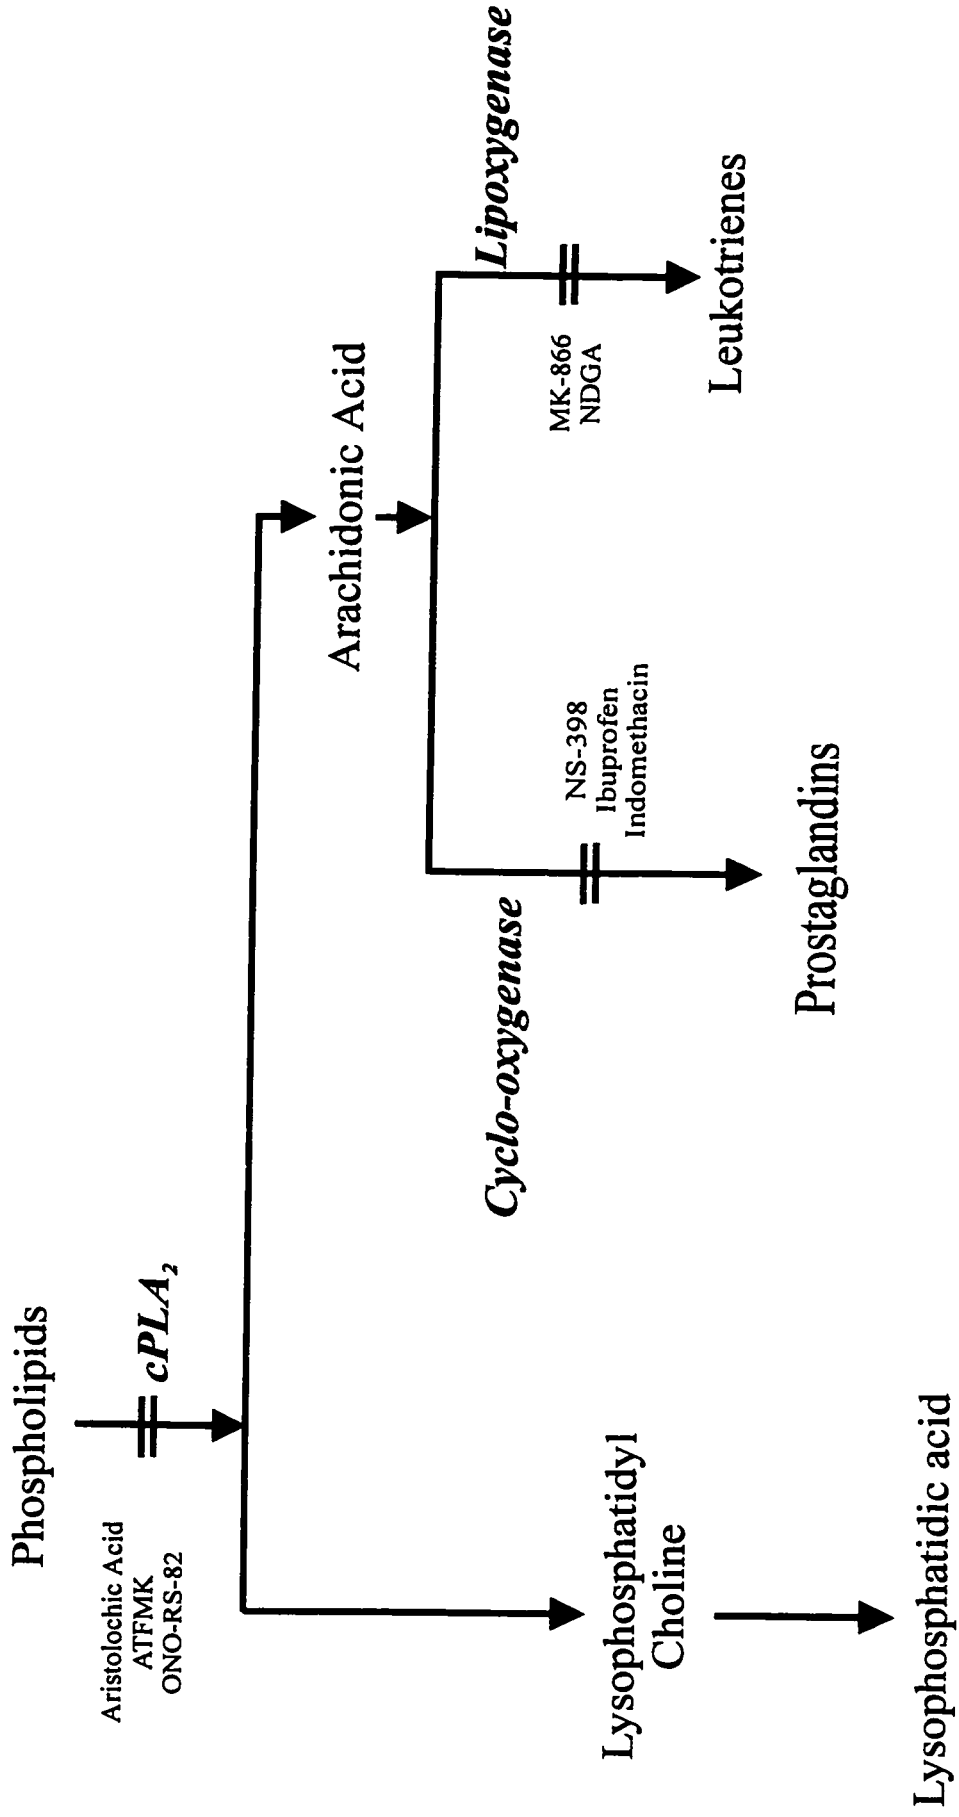 Phospholipids
Aristolochic Acid
ATFMK
ONO-RS-82
cPLA2
Arachidonic Acid
Cyclo-oxygenase
Lipoxygenase
NS-398
Ibuprofen
Indomethacin
MK-866
NDGA
Lysophosphatidyl
Choline
Prostaglandins
Leukotrienes
Lysophosphatidic acid